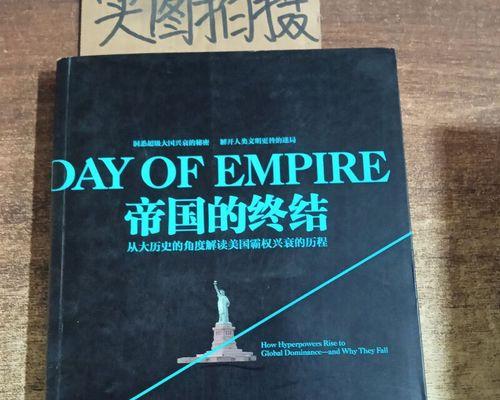 实图拍摄
洞悉超级大国兴衰的秘密 解开人类文明更替的迷局
DAY OF EMPIRE
帝国的终结
从大历史的角度解读美国霸权兴衰的历程
How Hyperpowers Rise to
Global Dominance—and Why They Fall